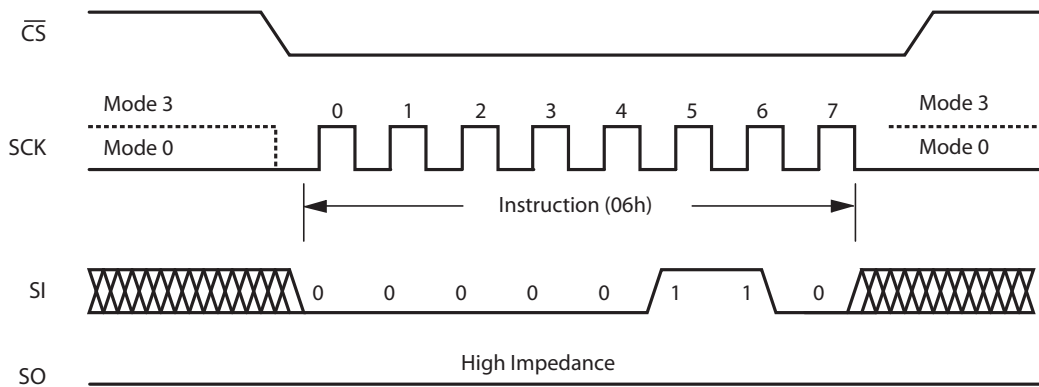 C̅S̅
Mode 3
0 1 2 3 4 5 6 7
Mode 3
SCK
Mode 0
Mode 0
Instruction (06h)
SI
0 0 0 0 0 1 1 0
High Impedance
SO